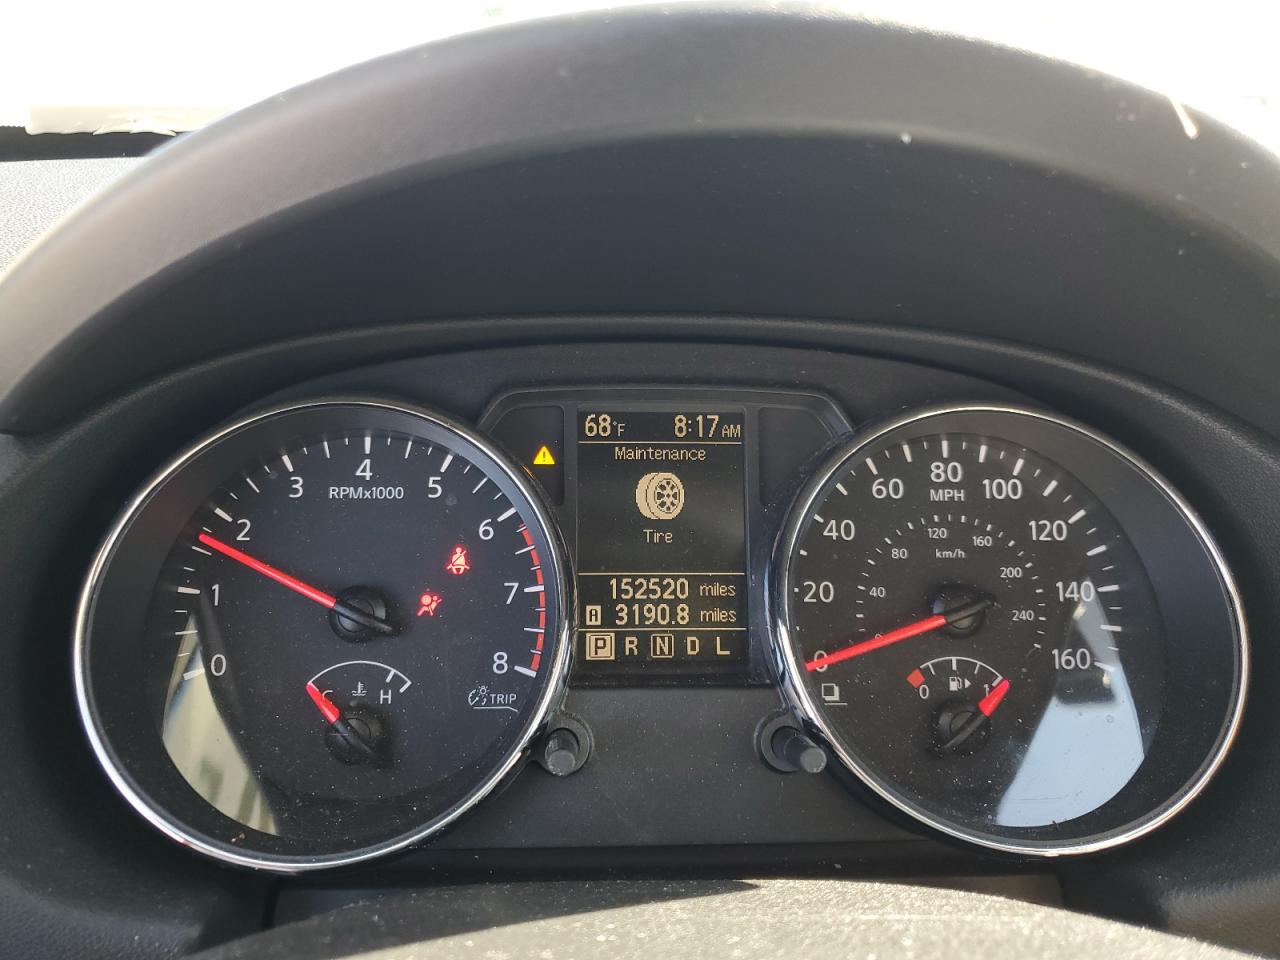 68°F 8:17 AM
Maintenance
Tire
152520 miles
A 3190.8 miles
P R N D L
0 1 2 3 4 5 6 7 8
RPMx1000
C H
TRIP
0 20 40 60 80 100 120 140 160
MPH
40 80 120 160 200 240
km/h
0 1